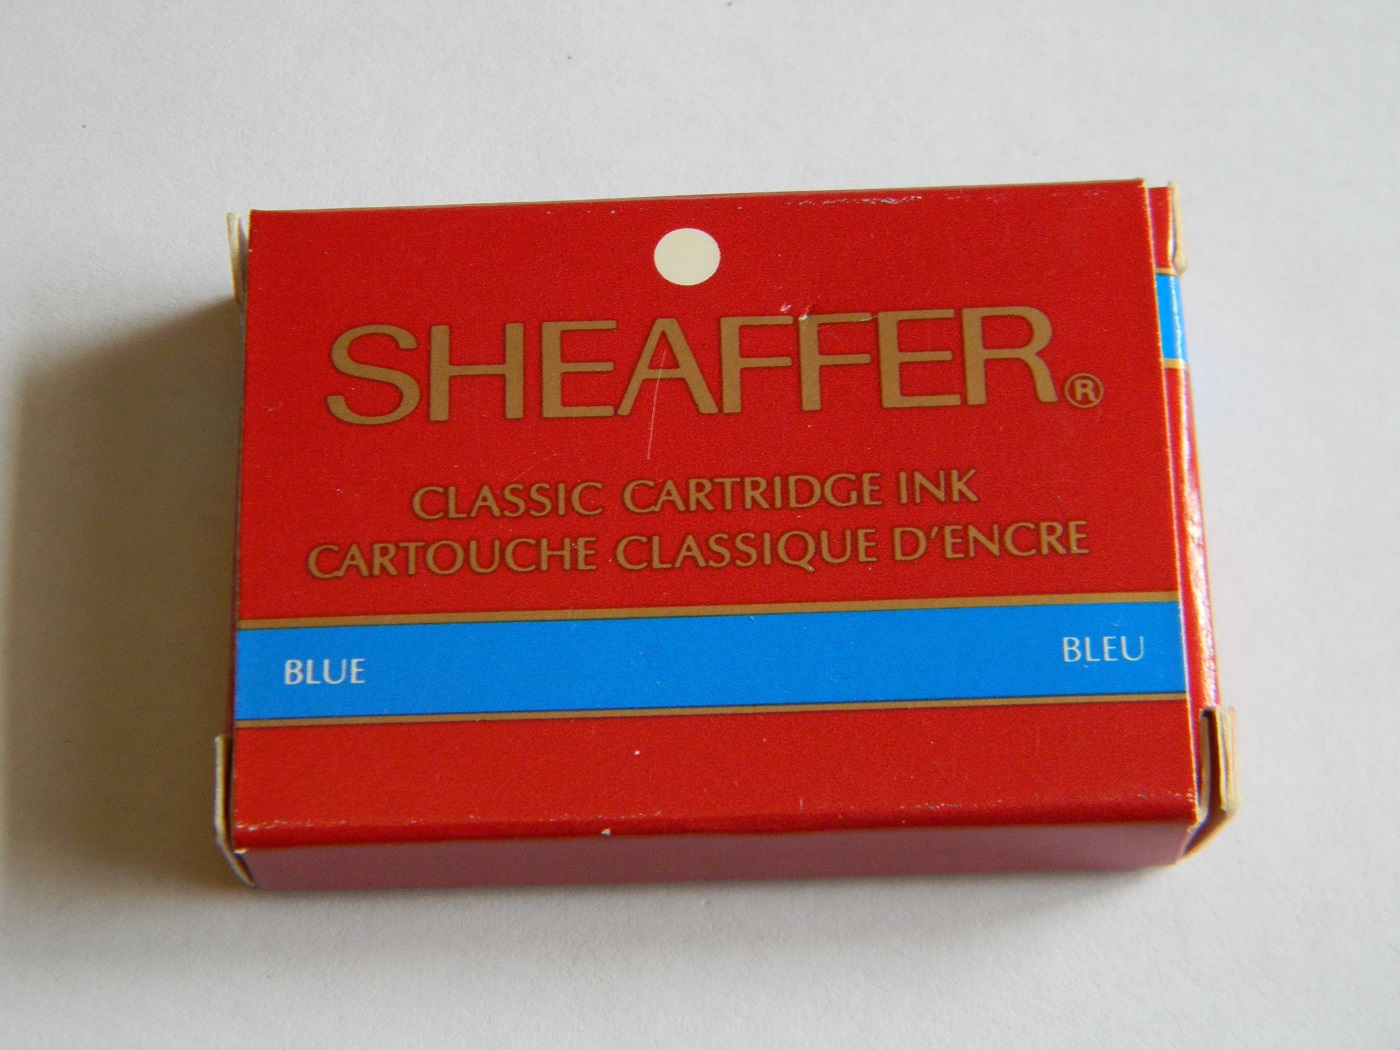 SHEAFFER®
CLASSIC CARTRIDGE INK
CARTOUCHE CLASSIQUE D'ENCRE
BLUE BLEU